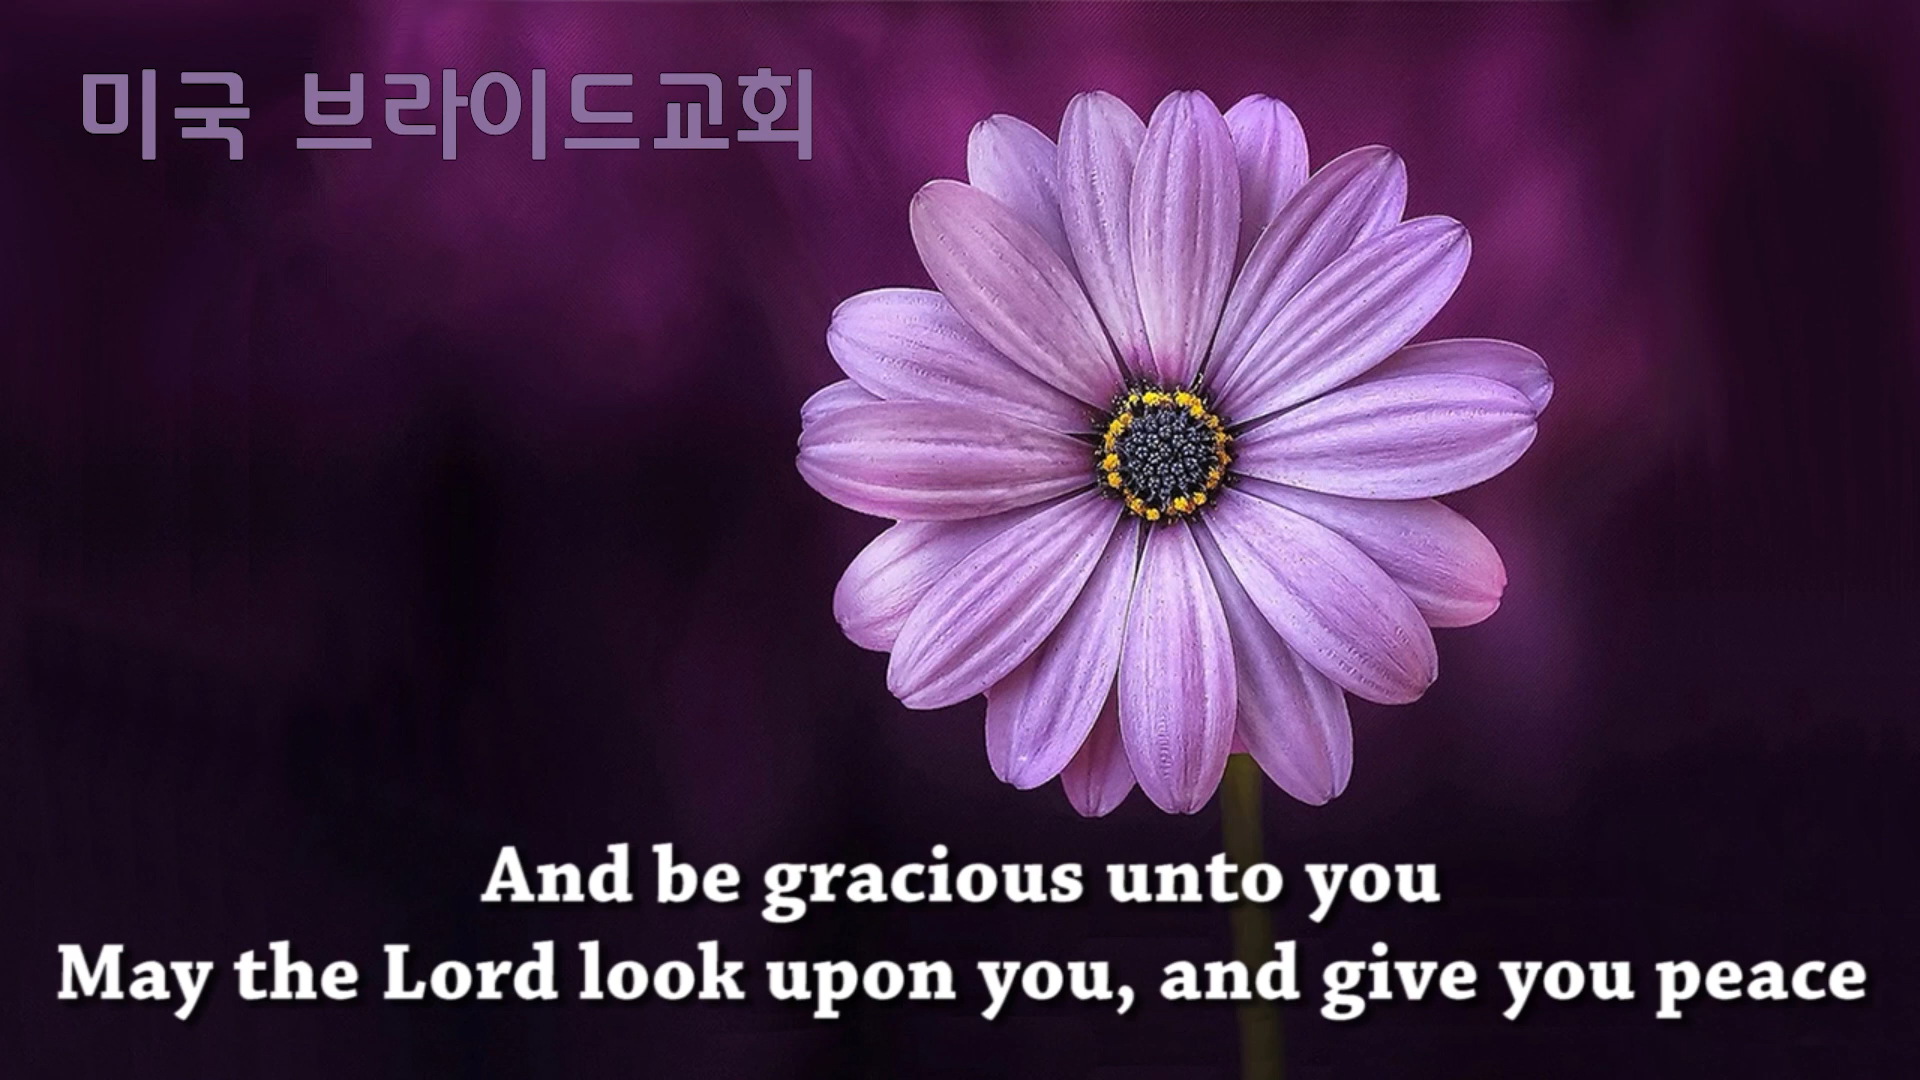 미국 브라이드교회
And be gracious unto you
May the Lord look upon you, and give you peace